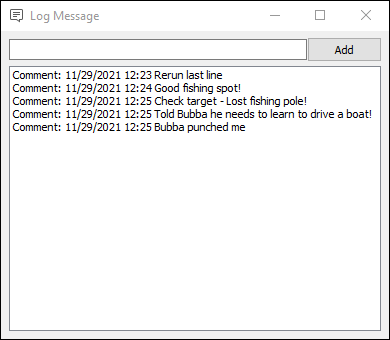 Log Message
Add
Comment: 11/29/2021 12:23 Rerun last line
Comment: 11/29/2021 12:24 Good fishing spot!
Comment: 11/29/2021 12:25 Check target - Lost fishing pole!
Comment: 11/29/2021 12:25 Told Bubba he needs to learn to drive a boat!
Comment: 11/29/2021 12:25 Bubba punched me